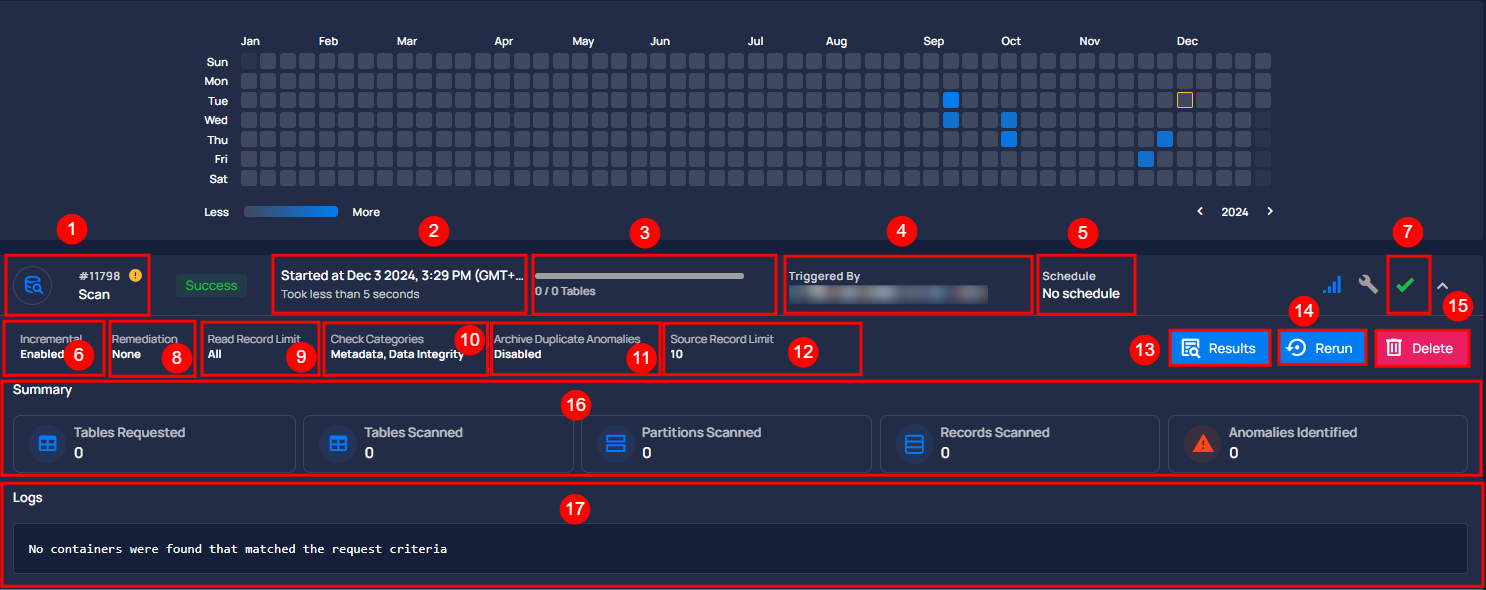 Jan Feb Mar Apr May Jun Jul Aug Sep Oct Nov Dec
Sun
Mon
Tue
Wed
Thu
Fri
Sat
Less More
2024
1 2 3 4 5 7
#11798
Scan
Success
Started at Dec 3 2024, 3:29 PM (GMT+...
Took less than 5 seconds
0 / 0 Tables
Triggered By
Schedule
No schedule
14 15
Incremental
Enabled
6
Remediation
None
8
Read Record Limit
All
9
Check Categories
Metadata, Data Integrity
10
Archive Duplicate Anomalies
Disabled
11
Source Record Limit
10
12
13
Results
Rerun
Delete
Summary
16
Tables Requested
0
Tables Scanned
0
Partitions Scanned
0
Records Scanned
0
Anomalies Identified
0
Logs
17
No containers were found that matched the request criteria